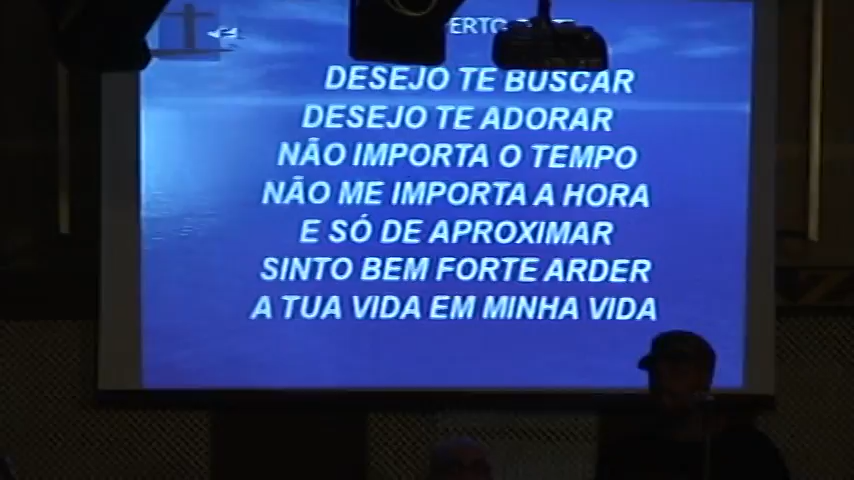 DESEJO TE BUSCAR
DESEJO TE ADORAR
NÃO IMPORTA O TEMPO
NÃO ME IMPORTA A HORA
E SÓ DE APROXIMAR
SINTO BEM FORTE ARDER
A TUA VIDA EM MINHA VIDA